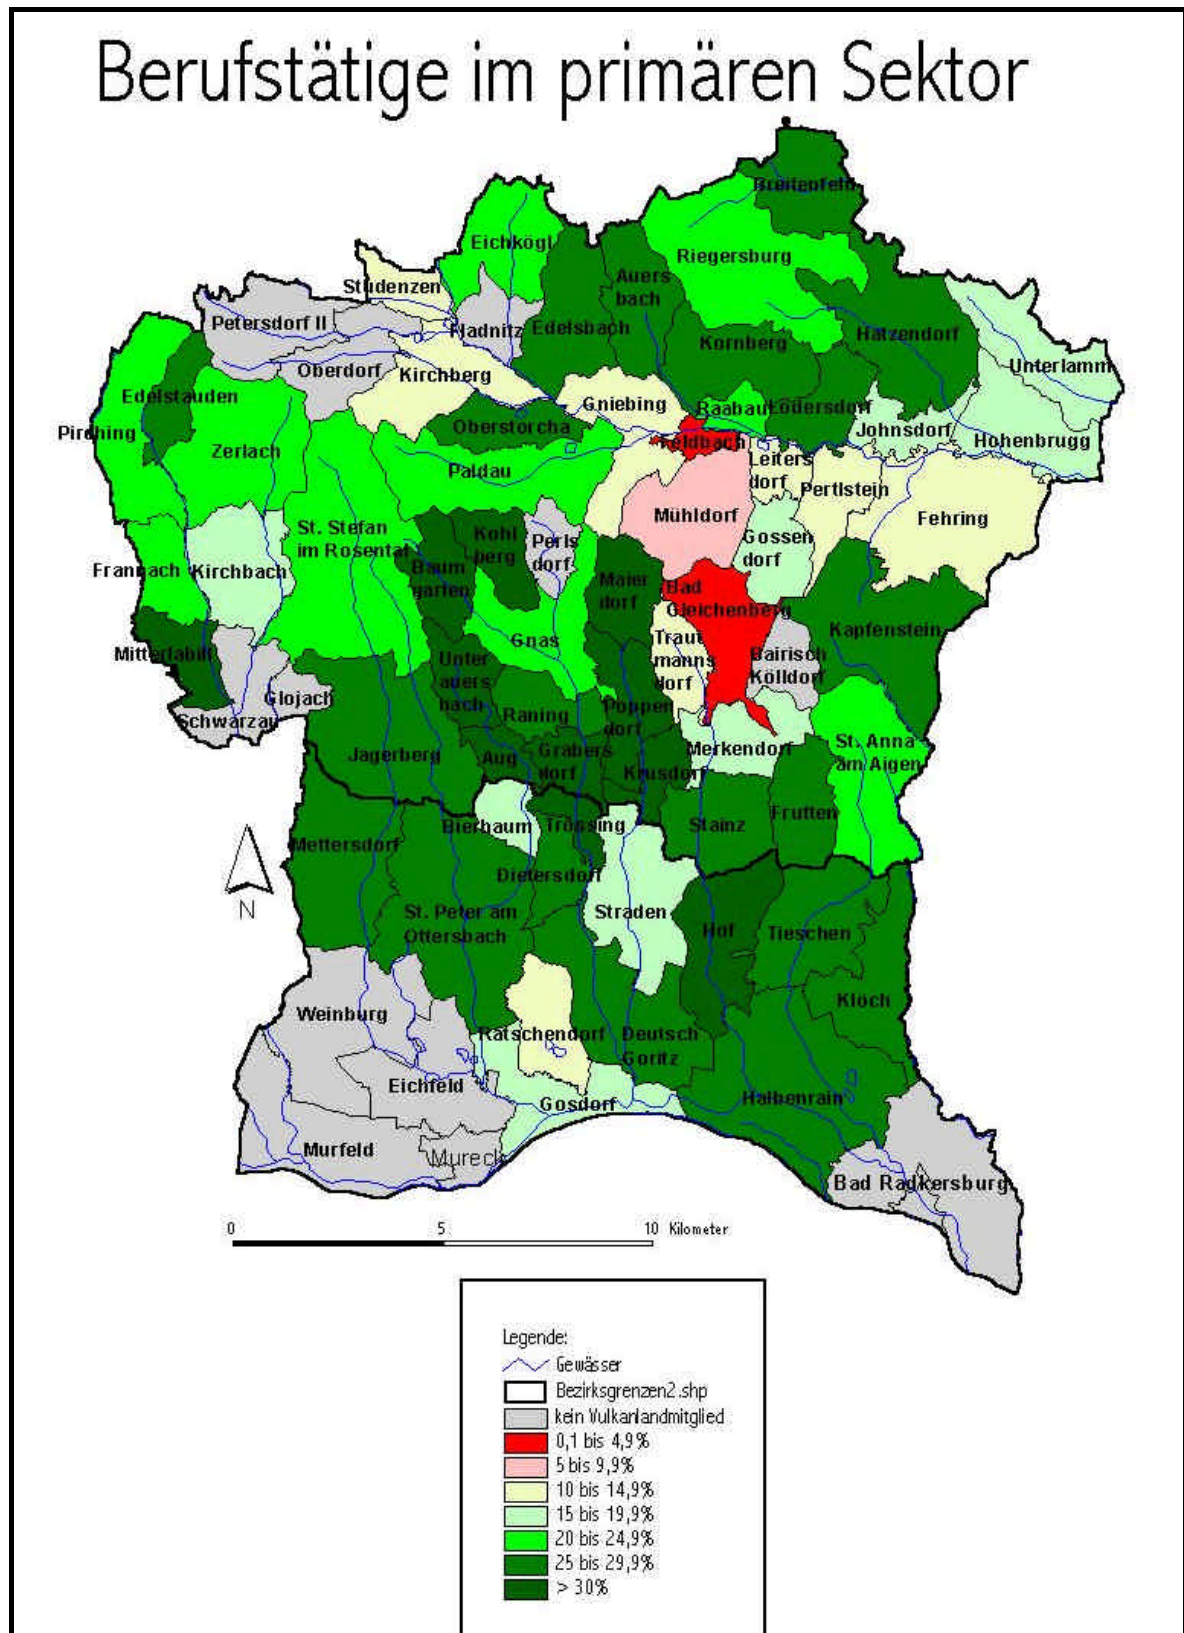 Berufstätige im primären Sektor
Breitenfeld
Eichkögl
Riegersburg
Auers
bach
Studenzen
Petersdorf II
Fladnitz
Edelsbach
Kornberg
Hatzendorf
Unterlamm
Oberdorf
Kirchberg
Edelstauden
Gniebing
Raabau
Lödersdorf
Johnsdorf
Hohenbrugg
Pirching
Oberstorcha
Feldbach
Zerlach
Paldau
Leiters
dorf
Pertlstein
Mühldorf
Fehring
St. Stefan
im Rosental
Kohl
berg
Perls
dorf
Gossen
dorf
Frannach
Kirchbach
Baum
garten
Maier
dorf
Bad
Gleichenberg
Gnas
Traut
manns
dorf
Kapfenstein
Mitterlabill
Unter
auers
bach
Bairisch
Kölldorf
Glojach
Schwarzau
Raning
Poppen
dorf
Jagerberg
Aug
Grabers
dorf
Krusdorf
Merkendorf
St. Anna
am Aigen
Mettersdorf
Bierbaum
Trössing
Stainz
Frutten
Dietersdorf
N
St. Peter am
Ottersbach
Straden
Hof
Tieschen
Klöch
Weinburg
Ratschendorf
Deutsch
Goritz
Eichfeld
Gosdorf
Halbenrain
Murfeld
Mureck
Bad Radkersburg
0 5 10 Kilometer
Legende:
Gewässer
Bezirksgrenzen2.shp
kein Vulkanlandmitglied
0,1 bis 4,9%
5 bis 9,9%
10 bis 14,9%
15 bis 19,9%
20 bis 24,9%
25 bis 29,9%
> 30%